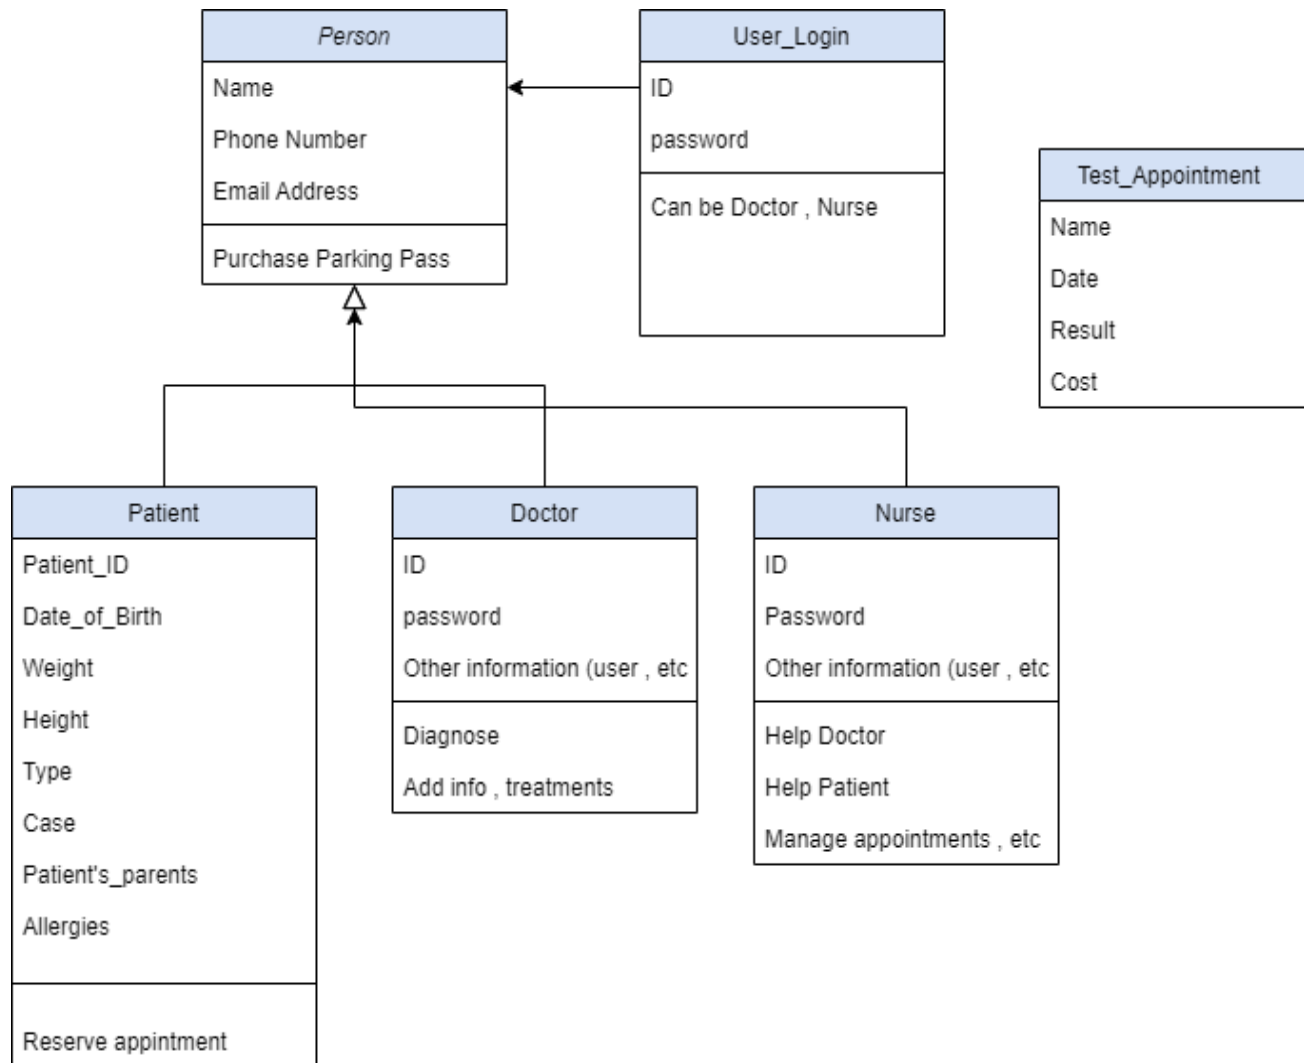 Person
Name
Phone Number
Email Address
Purchase Parking Pass
User_Login
ID
password
Can be Doctor , Nurse
Test_Appointment
Name
Date
Result
Cost
Patient
Patient_ID
Date_of_Birth
Weight
Height
Type
Case
Patient's_parents
Allergies
Reserve appintment
Doctor
ID
password
Other information (user , etc
Diagnose
Add info , treatments
Nurse
ID
Password
Other information (user , etc
Help Doctor
Help Patient
Manage appointments , etc